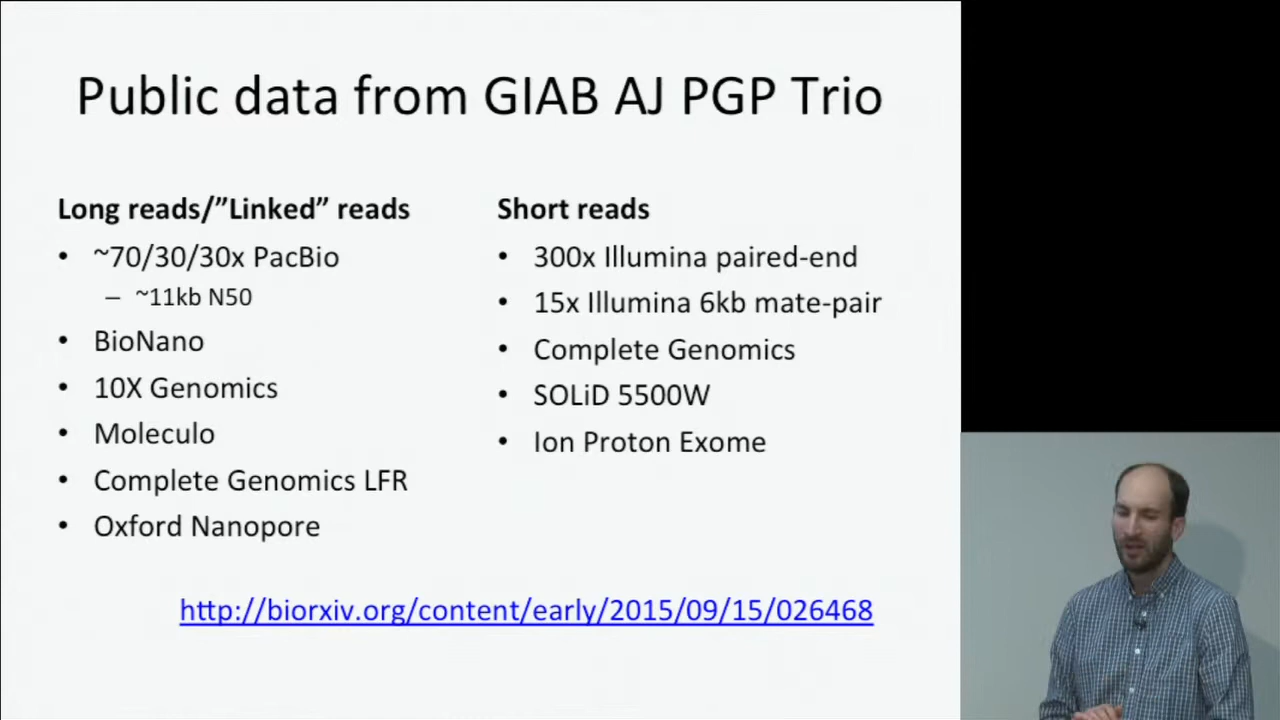 Public data from GIAB AJ PGP Trio
Long reads/”Linked” reads
• ~70/30/30x PacBio
– ~11kb N50
• BioNano
• 10X Genomics
• Moleculo
• Complete Genomics LFR
• Oxford Nanopore
Short reads
• 300x Illumina paired-end
• 15x Illumina 6kb mate-pair
• Complete Genomics
• SOLiD 5500W
• Ion Proton Exome
http://biorxiv.org/content/early/2015/09/15/026468